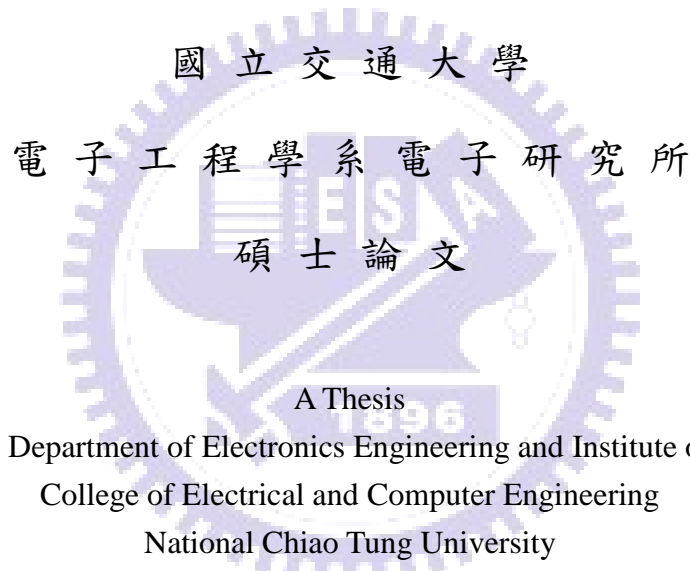 國 立 交 通 大 學
電 子 工 程 學 系 電 子 研 究 所
碩 士 論 文
ESA
A Thesis
1896
Department of Electronics Engineering and Institute
College of Electrical and Computer Engineering
National Chiao Tung University